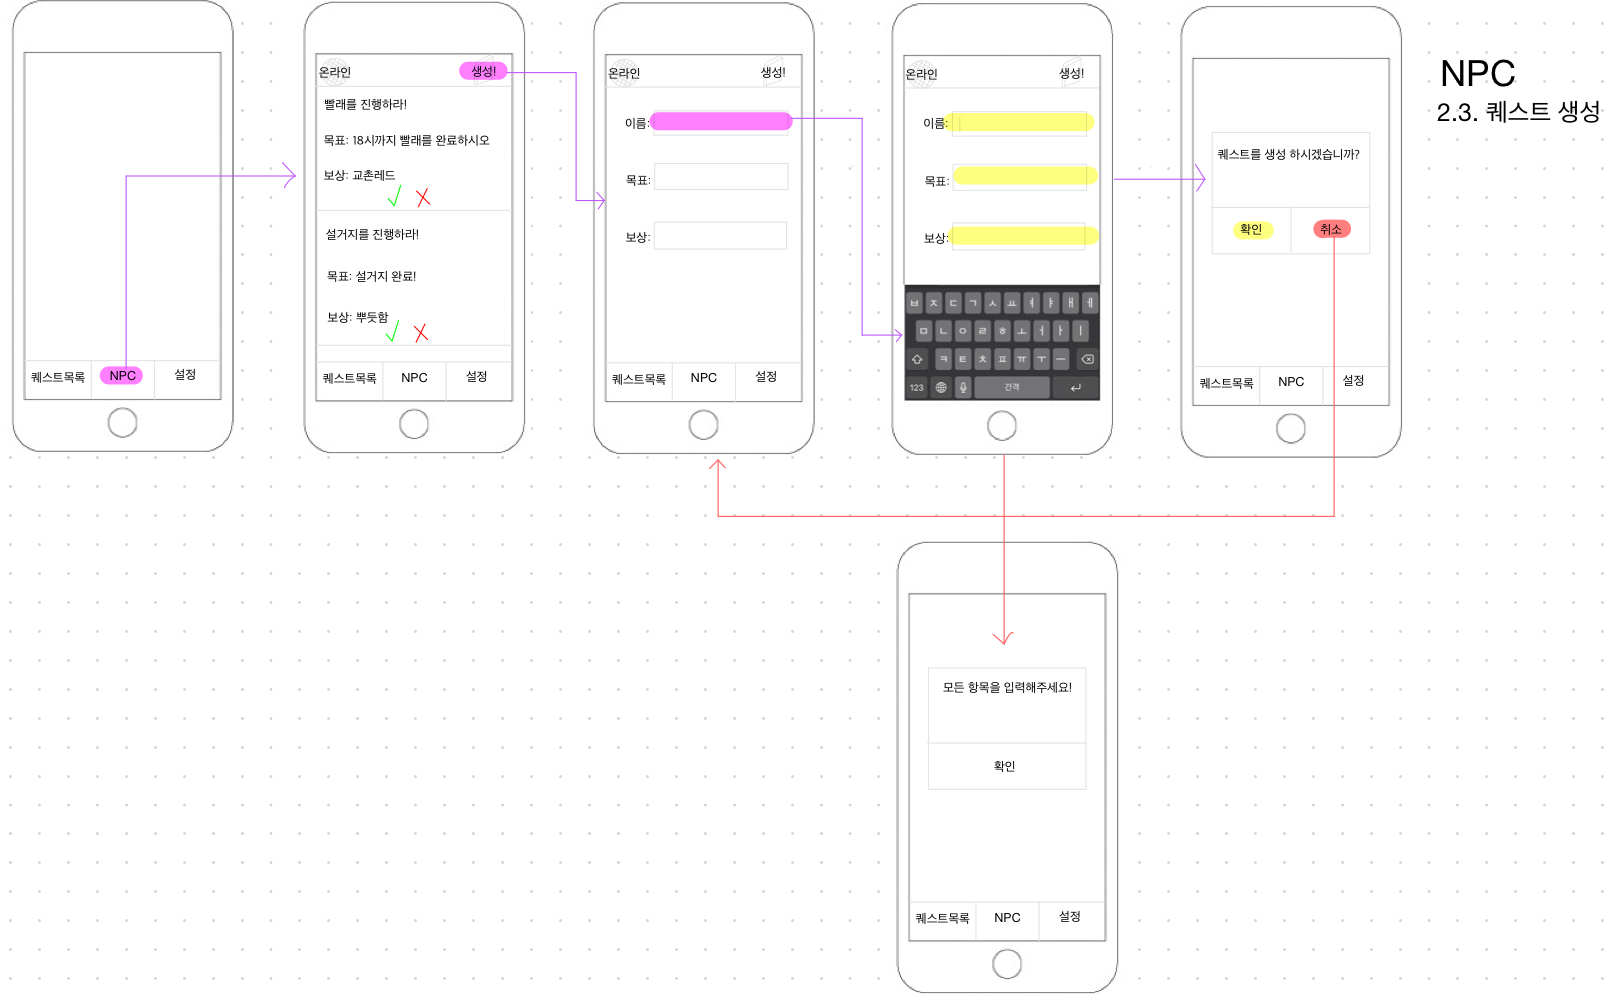 NPC
2.3. 퀘스트 생성
퀘스트목록
NPC
설정
온라인
생성!
빨래를 진행하라!
목표: 18시까지 빨래를 완료하시오
보상: 교촌레드
설거지를 진행하라!
목표: 설거지 완료!
보상: 뿌듯함
퀘스트목록
NPC
설정
온라인
생성!
이름:
목표:
보상:
퀘스트목록
NPC
설정
온라인
생성!
이름:
목표:
보상:
ㅂ ㅈ ㄷ ㄱ ㅅ ㅛ ㅕ ㅑ ㅐ ㅔ
ㅁ ㄴ ㅇ ㄹ ㅎ ㅗ ㅓ ㅏ ㅣ
ㅋ ㅌ ㅊ ㅍ ㅠ ㅜ ㅡ
123 간격
퀘스트를 생성 하시겠습니까?
확인
취소
퀘스트목록
NPC
설정
모든 항목을 입력해주세요!
확인
퀘스트목록
NPC
설정